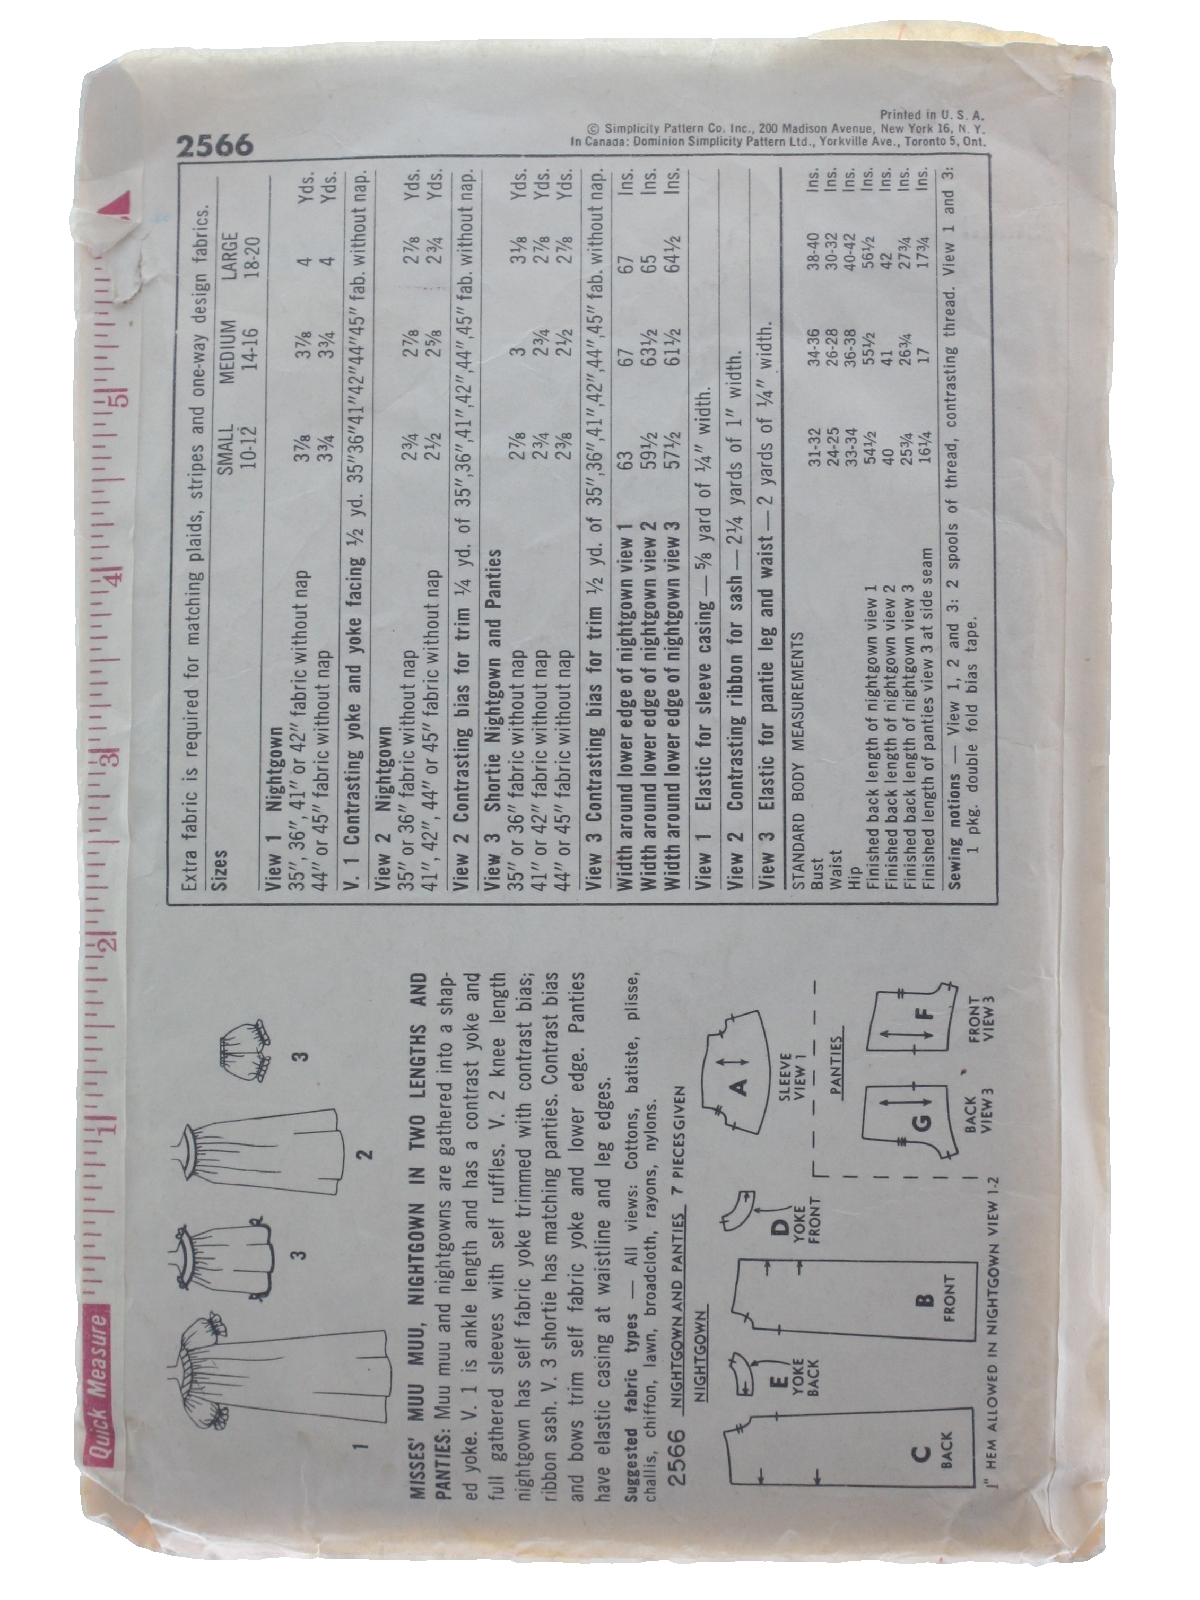 2566
Printed in U. S. A.
© Simplicity Pattern Co. Inc., 200 Madison Avenue, New York 16, N. Y.
In Canada: Dominion Simplicity Pattern Ltd., Yorkville Ave., Toronto 5, Ont.
Quick Measure
1 2 3 4 5
1
3
2
3
MISSES' MUU MUU, NIGHTGOWN IN TWO LENGTHS AND
PANTIES: Muu muu and nightgowns are gathered into a shap-
ed yoke. V. 1 is ankle length and has a contrast yoke and
full gathered sleeves with self ruffles. V. 2 knee length
nightgown has self fabric yoke trimmed with contrast bias;
ribbon sash. V. 3 shortie has matching panties. Contrast bias
and bows trim self fabric yoke and lower edge. Panties
have elastic casing at waistline and leg edges.
Suggested fabric types — All views: Cottons, batiste, plisse,
challis, chiffon, lawn, broadcloth, rayons, nylons.
2566 NIGHTGOWN AND PANTIES 7 PIECES GIVEN
NIGHTGOWN
C
BACK
E
YOKE
BACK
B
FRONT
D
YOKE
FRONT
A
SLEEVE
VIEW 1
PANTIES
G
BACK
VIEW 3
F
FRONT
VIEW 3
1" HEM ALLOWED IN NIGHTGOWN VIEW 1-2
Extra fabric is required for matching plaids, stripes and one-way design fabrics.
Sizes SMALL MEDIUM LARGE
10-12 14-16 18-20
View 1 Nightgown
35", 36", 41" or 42" fabric without nap 3⅞ 3⅞ 4 Yds.
44" or 45" fabric without nap 3¾ 3¾ 4 Yds.
V. 1 Contrasting yoke and yoke facing ½ yd. 35"36"41"42"44"45" fab. without nap.
View 2 Nightgown
35" or 36" fabric without nap 2¾ 2⅞ 2⅞ Yds.
41", 42", 44" or 45" fabric without nap 2½ 2⅝ 2¾ Yds.
View 2 Contrasting bias for trim ¼ yd. of 35",36",41",42",44",45" fab. without nap.
View 3 Shortie Nightgown and Panties
35" or 36" fabric without nap 2⅞ 3 3⅛ Yds.
41" or 42" fabric without nap 2¾ 2¾ 2⅞ Yds.
44" or 45" fabric without nap 2⅜ 2½ 2⅞ Yds.
View 3 Contrasting bias for trim ½ yd. of 35",36",41",42",44",45" fab. without nap.
Width around lower edge of nightgown view 1 63 67 67 Ins.
Width around lower edge of nightgown view 2 59½ 63½ 65 Ins.
Width around lower edge of nightgown view 3 57½ 61½ 64½ Ins.
View 1 Elastic for sleeve casing — ⅝ yard of ¼" width.
View 2 Contrasting ribbon for sash — 2¼ yards of 1" width.
View 3 Elastic for pantie leg and waist — 2 yards of ¼" width.
STANDARD BODY MEASUREMENTS
Bust 31-32 34-36 38-40 Ins.
Waist 24-25 26-28 30-32 Ins.
Hip 33-34 36-38 40-42 Ins.
Finished back length of nightgown view 1 54½ 55½ 56½ Ins.
Finished back length of nightgown view 2 40 41 42 Ins.
Finished back length of nightgown view 3 25¾ 26¾ 27¾ Ins.
Finished length of panties view 3 at side seam 16¼ 17 17¾ Ins.
Sewing notions — View 1, 2 and 3: 2 spools of thread, contrasting thread. View 1 and 3:
1 pkg. double fold bias tape.